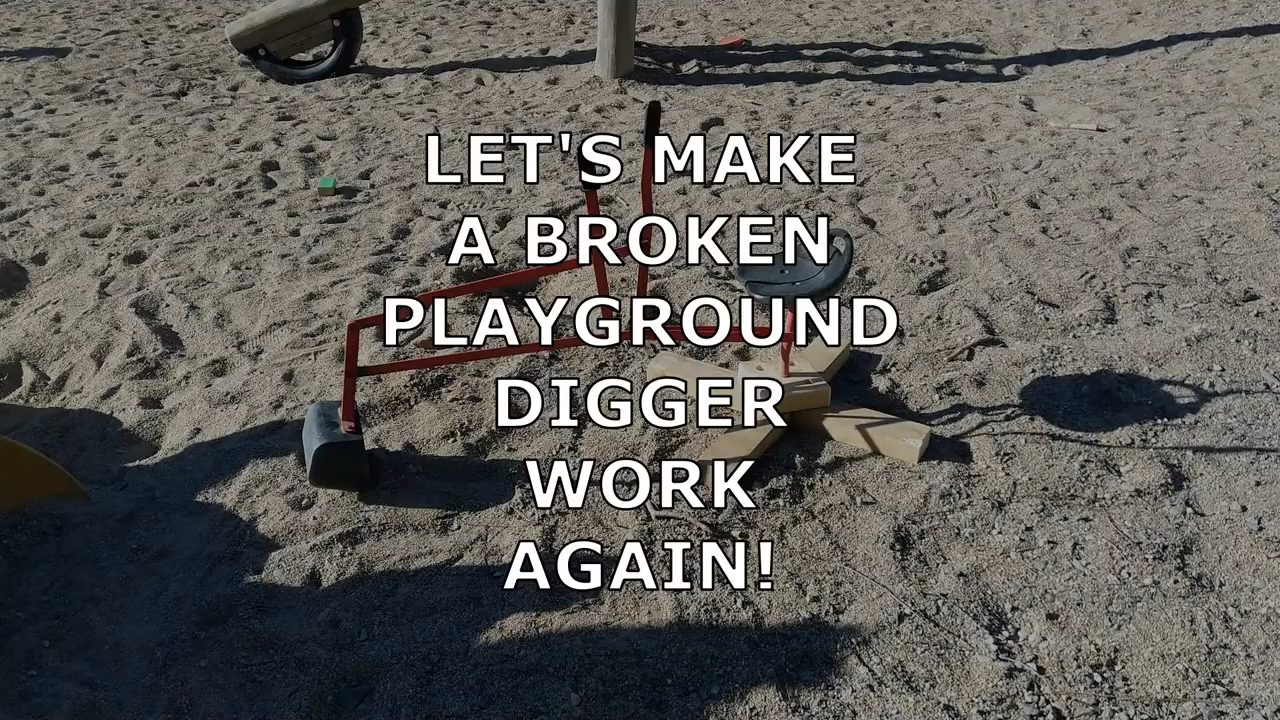 LET'S MAKE
A BROKEN
PLAYGROUND
DIGGER
WORK
AGAIN!